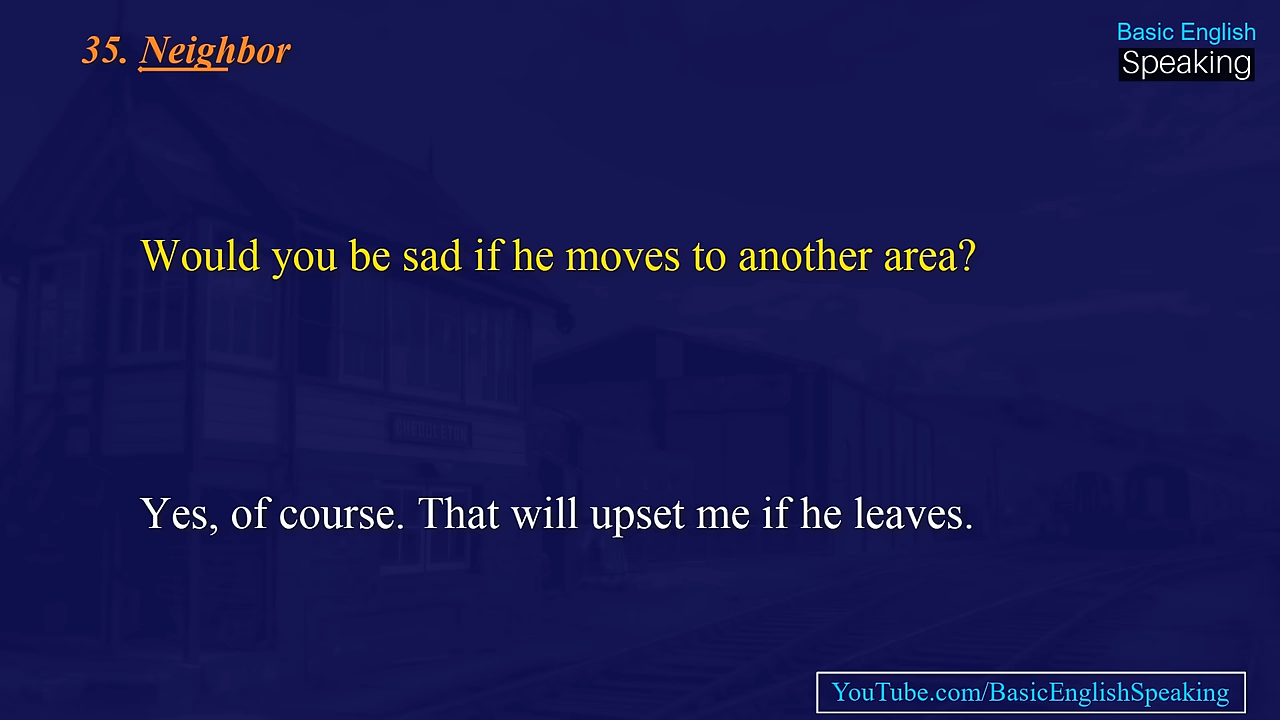 35. Neighbor
Basic English
Speaking
Would you be sad if he moves to another area?
Yes, of course. That will upset me if he leaves.
YouTube.com/BasicEnglishSpeaking